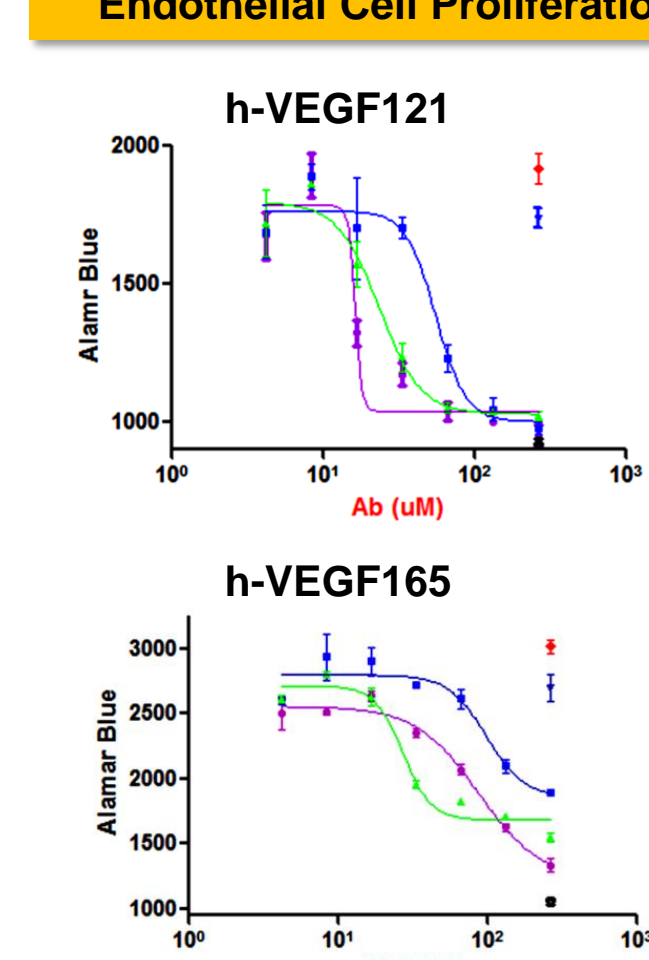 Endothelial Cell Proliferatio
h-VEGF121
2000
1500
1000
Alamr Blue
10⁰ 10¹ 10² 10³
Ab (uM)
h-VEGF165
3000
2500
2000
1500
1000
Alamar Blue
10⁰ 10¹ 10² 10³